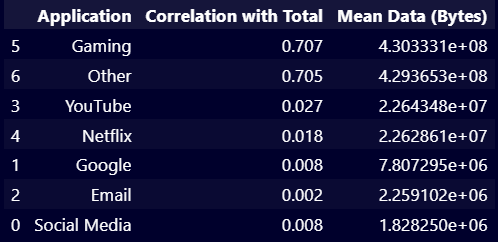 Application Correlation with Total Mean Data (Bytes)
5 Gaming 0.707 4.303331e+08
6 Other 0.705 4.293653e+08
3 YouTube 0.027 2.264348e+07
4 Netflix 0.018 2.262861e+07
1 Google 0.008 7.807295e+06
2 Email 0.002 2.259102e+06
0 Social Media 0.008 1.828250e+06